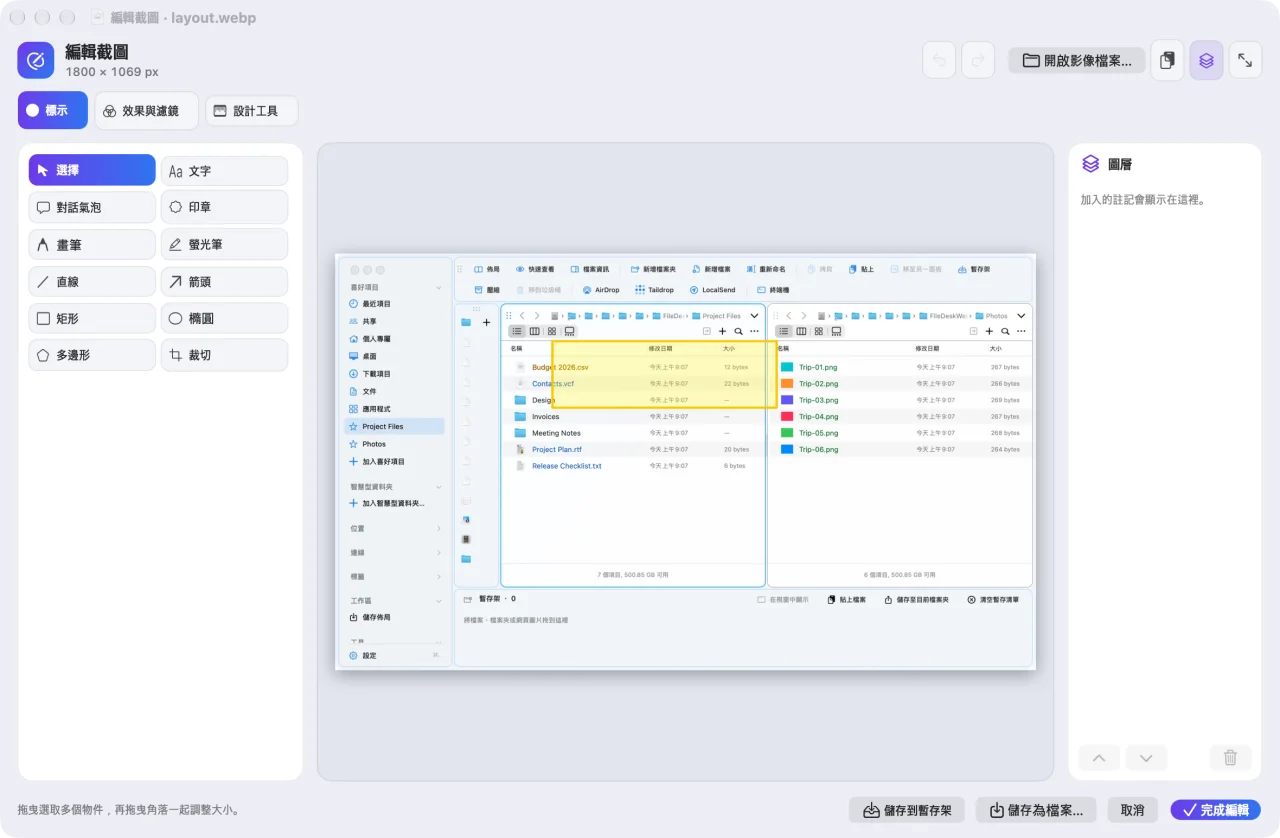 編輯截圖 · layout.webp
編輯截圖
1800 × 1069 px
開啟影像檔案...
標示
效果與濾鏡
設計工具
選擇
文字
對話氣泡
印章
畫筆
螢光筆
直線
箭頭
矩形
橢圓
多邊形
裁切
喜好項目
最近項目
共享
個人專屬
桌面
下載項目
文件
應用程式
Project Files
Photos
加入喜好項目
智慧型資料夾
加入智慧型資料夾...
位置
連線
標籤
工作區
儲存佈局
工具
設定
佈局
快速查看
檔案資訊
新增檔案夾
新增檔案
重新命名
拷貝
貼上
移至另一面板
暫存架
壓縮
移到垃圾桶
AirDrop
Taildrop
LocalSend
終端機
Project Files
名稱 修改日期 大小
Budget 2026.csv 今天上午9:07 12 bytes
Contacts.vcf 今天上午9:07 22 bytes
Design 今天上午9:07 --
Invoices 今天上午9:07 --
Meeting Notes 今天上午9:07 --
Project Plan.rtf 今天上午9:07 20 bytes
Release Checklist.txt 今天上午9:07 6 bytes
7 個項目, 500.85 GB 可用
Photos
名稱 修改日期 大小
Trip-01.png 今天上午9:07 267 bytes
Trip-02.png 今天上午9:07 266 bytes
Trip-03.png 今天上午9:07 269 bytes
Trip-04.png 今天上午9:07 267 bytes
Trip-05.png 今天上午9:07 268 bytes
Trip-06.png 今天上午9:07 264 bytes
6 個項目, 500.85 GB 可用
暫存架 · 0
在視窗中顯示
貼上檔案
儲存至目前檔案夾
清空暫存清單
將檔案、檔案夾或網頁圖片拖到這裡
圖層
加入的註記會顯示在這裡。
拖曳選取多個物件，再拖曳角落一起調整大小。
儲存到暫存架
儲存為檔案...
取消
完成編輯